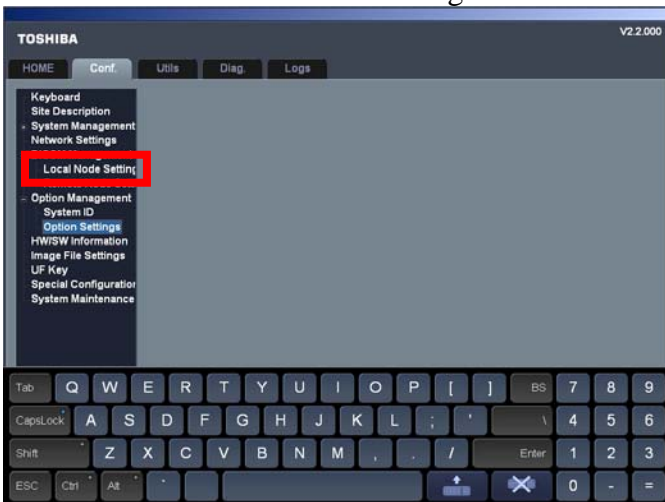 TOSHIBA
V2.2.000
HOME Conf. Utils Diag. Logs
Keyboard
Site Description
System Management
Network Settings
Local Node Setting
Option Management
System ID
Option Settings
HW/SW Information
Image File Settings
UF Key
Special Configuration
System Maintenance
Tab Q W E R T Y U I O P [ ] BS 7 8 9
CapsLock A S D F G H J K L ; ' \ 4 5 6
Shift Z X C V B N M , . / Enter 1 2 3
ESC Ctrl Alt ` 0 - =